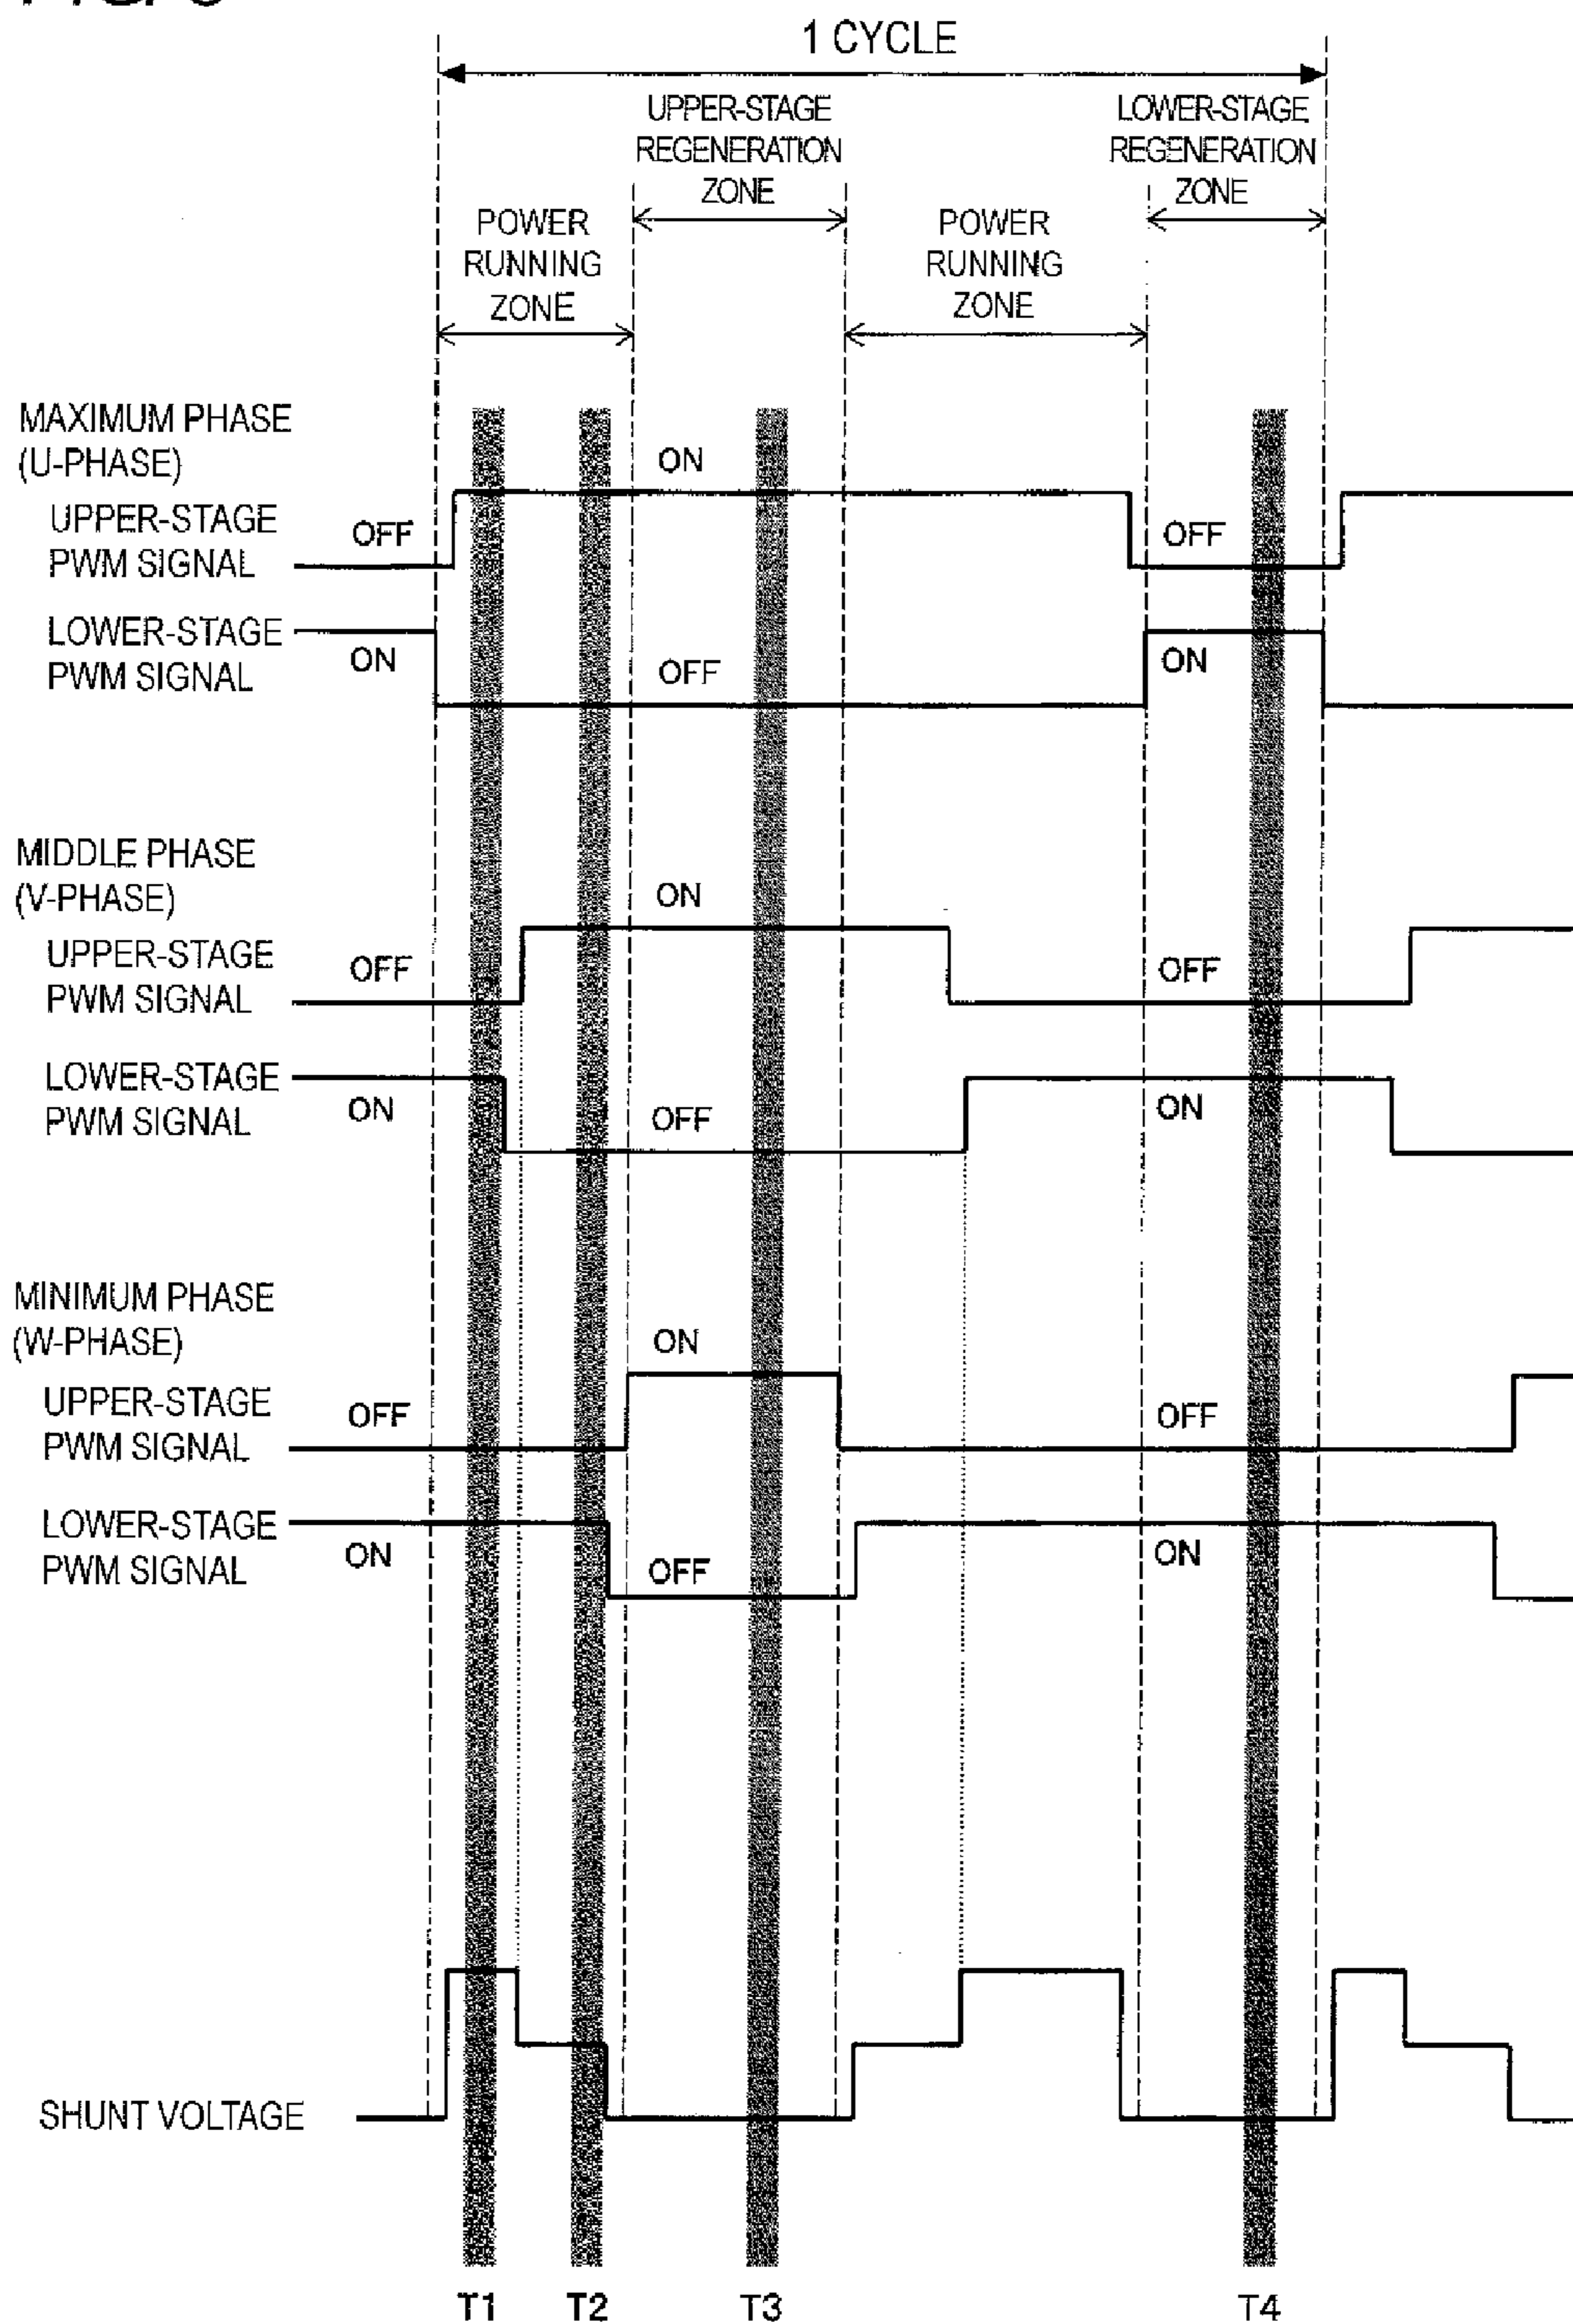 1 CYCLE
UPPER-STAGE
REGENERATION
ZONE
LOWER-STAGE
REGENERATION
ZONE
POWER
RUNNING
ZONE
POWER
RUNNING
ZONE
MAXIMUM PHASE
(U-PHASE)
ON
UPPER-STAGE
PWM SIGNAL
OFF
OFF
LOWER-STAGE
PWM SIGNAL
ON
OFF
ON
MIDDLE PHASE
(V-PHASE)
ON
UPPER-STAGE
PWM SIGNAL
OFF
OFF
LOWER-STAGE
PWM SIGNAL
ON
OFF
ON
MINIMUM PHASE
(W-PHASE)
ON
UPPER-STAGE
PWM SIGNAL
OFF
OFF
LOWER-STAGE
PWM SIGNAL
ON
OFF
ON
SHUNT VOLTAGE
T1 T2 T3 T4